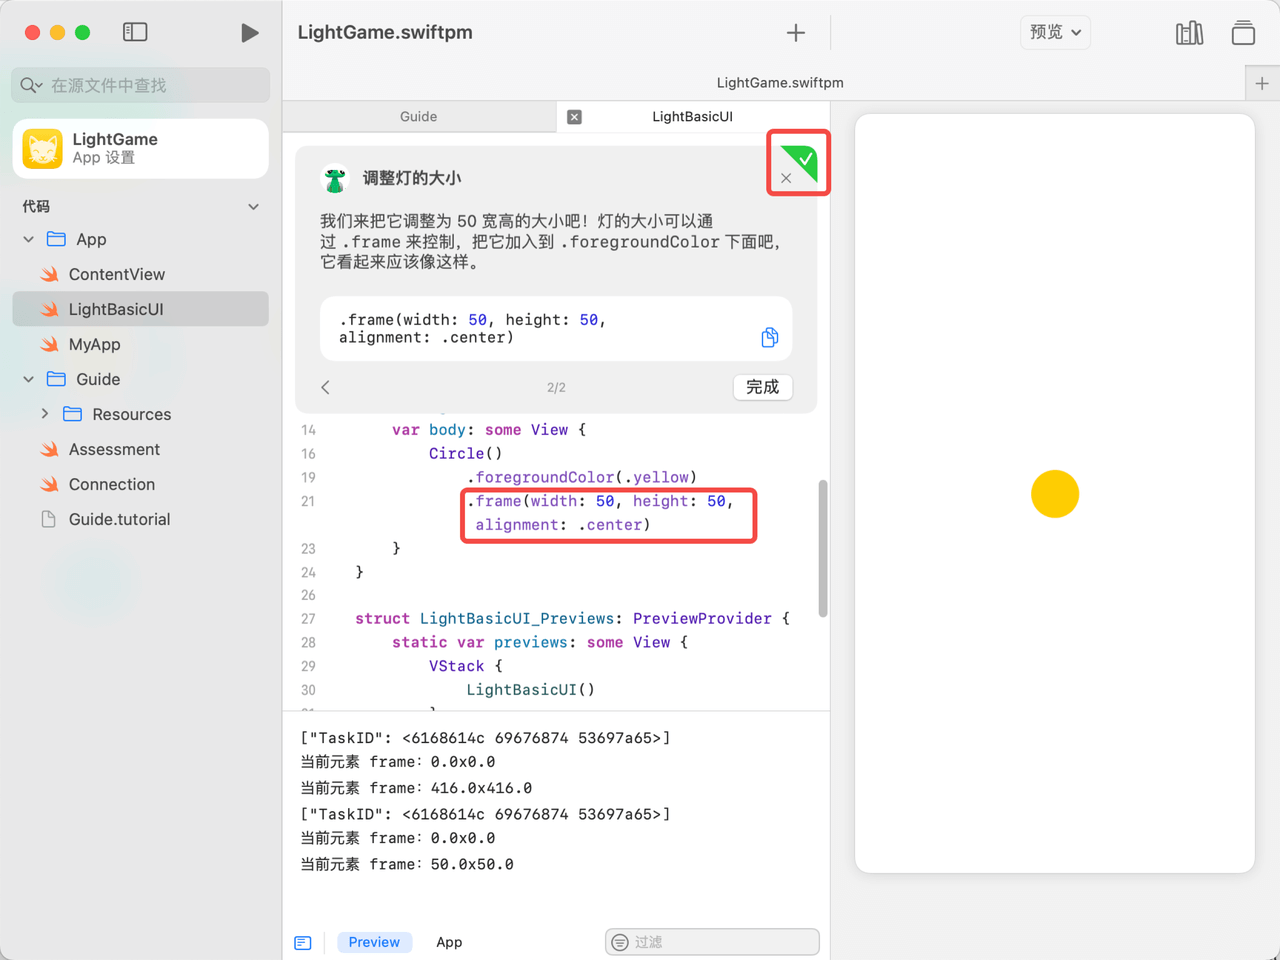 LightGame.swiftpm
预览
在源文件中查找
LightGame.swiftpm
LightGame
App 设置
Guide
LightBasicUI
代码
App
ContentView
LightBasicUI
MyApp
Guide
Resources
Assessment
Connection
Guide.tutorial
调整灯的大小
我们来把它调整为 50 宽高的大小吧！灯的大小可以通
过 .frame 来控制，把它加入到 .foregroundColor 下面吧，
它看起来应该像这样。
.frame(width: 50, height: 50,
alignment: .center)
2/2
完成
14 var body: some View {
16 Circle()
19 .foregroundColor(.yellow)
21 .frame(width: 50, height: 50,
alignment: .center)
23 }
24 }
26
27 struct LightBasicUI_Previews: PreviewProvider {
28 static var previews: some View {
29 VStack {
30 LightBasicUI()
["TaskID": <6168614c 69676874 53697a65>]
当前元素 frame: 0.0x0.0
当前元素 frame: 416.0x416.0
["TaskID": <6168614c 69676874 53697a65>]
当前元素 frame: 0.0x0.0
当前元素 frame: 50.0x50.0
Preview
App
过滤